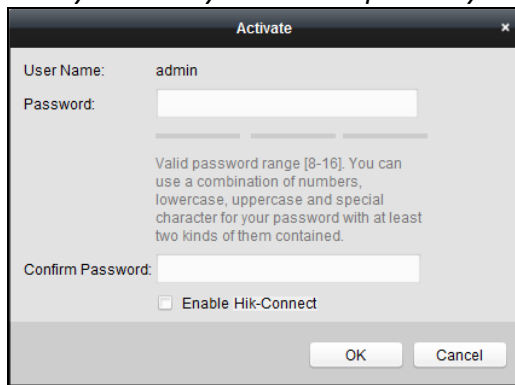 Activate ×
User Name: admin
Password:
Valid password range [8-16]. You can
use a combination of numbers,
lowercase, uppercase and special
character for your password with at least
two kinds of them contained.
Confirm Password:
Enable Hik-Connect
OK Cancel